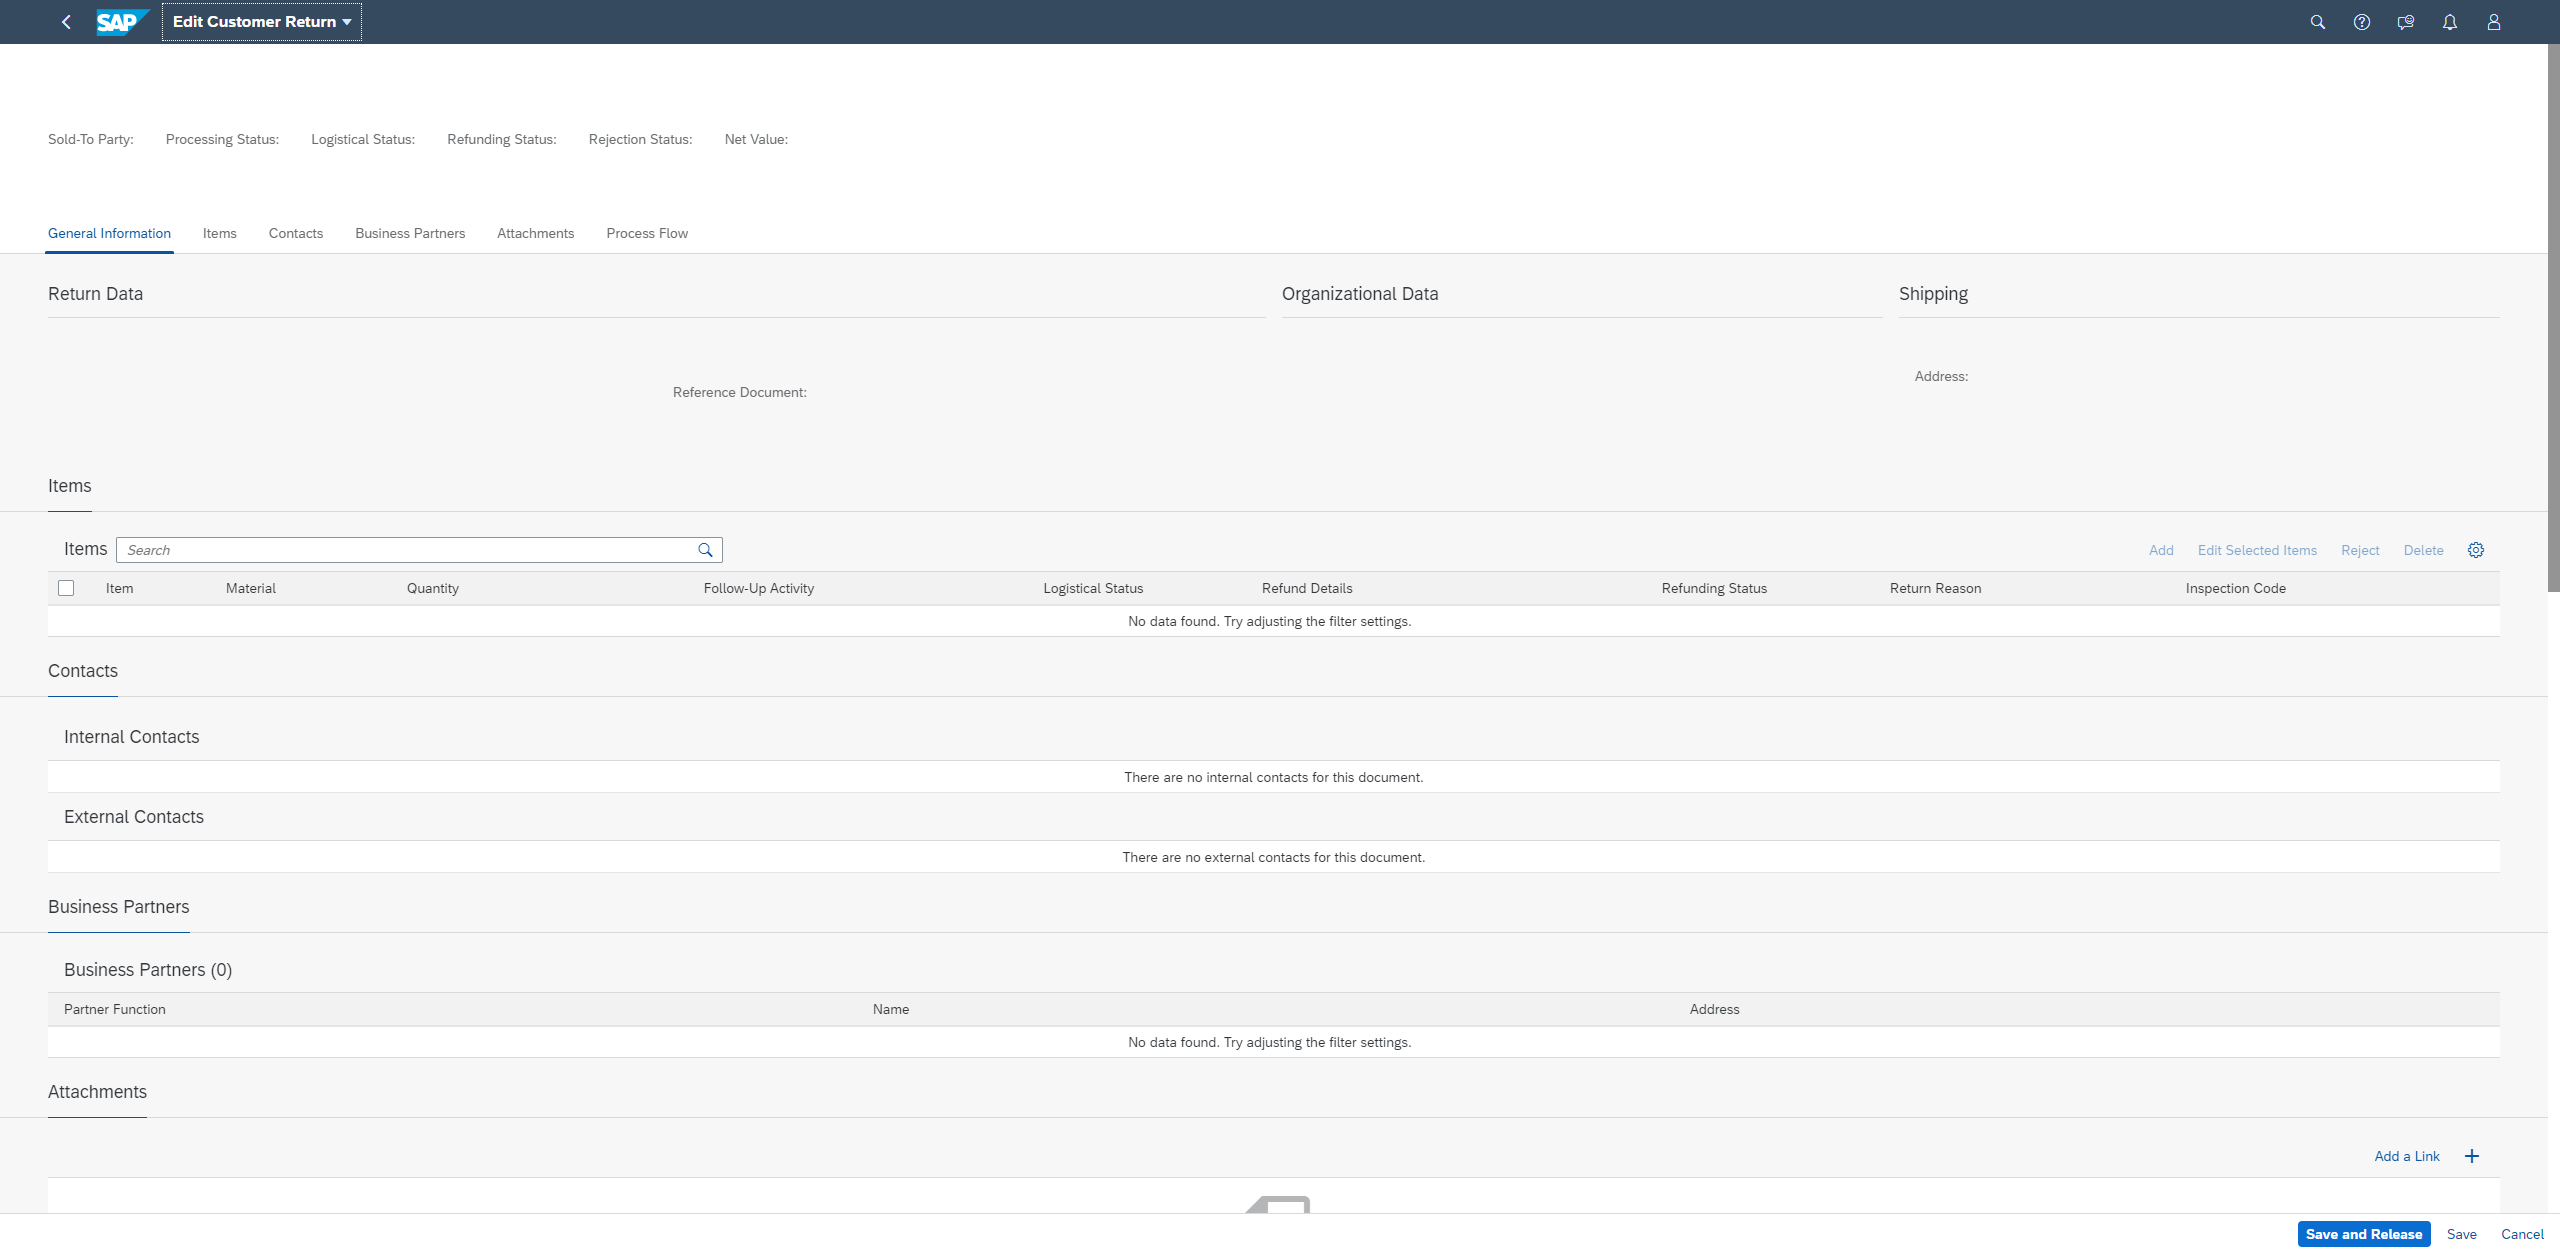 SAP Edit Customer Return
Sold-To Party: Processing Status: Logistical Status: Refunding Status: Rejection Status: Net Value:
General Information Items Contacts Business Partners Attachments Process Flow
Return Data Organizational Data Shipping
Address:
Reference Document:
Items
Items Search Add Edit Selected Items Reject Delete
Item Material Quantity Follow-Up Activity Logistical Status Refund Details Refunding Status Return Reason Inspection Code
No data found. Try adjusting the filter settings.
Contacts
Internal Contacts
There are no internal contacts for this document.
External Contacts
There are no external contacts for this document.
Business Partners
Business Partners (0)
Partner Function Name Address
No data found. Try adjusting the filter settings.
Attachments
Add a Link
Save and Release Save Cancel